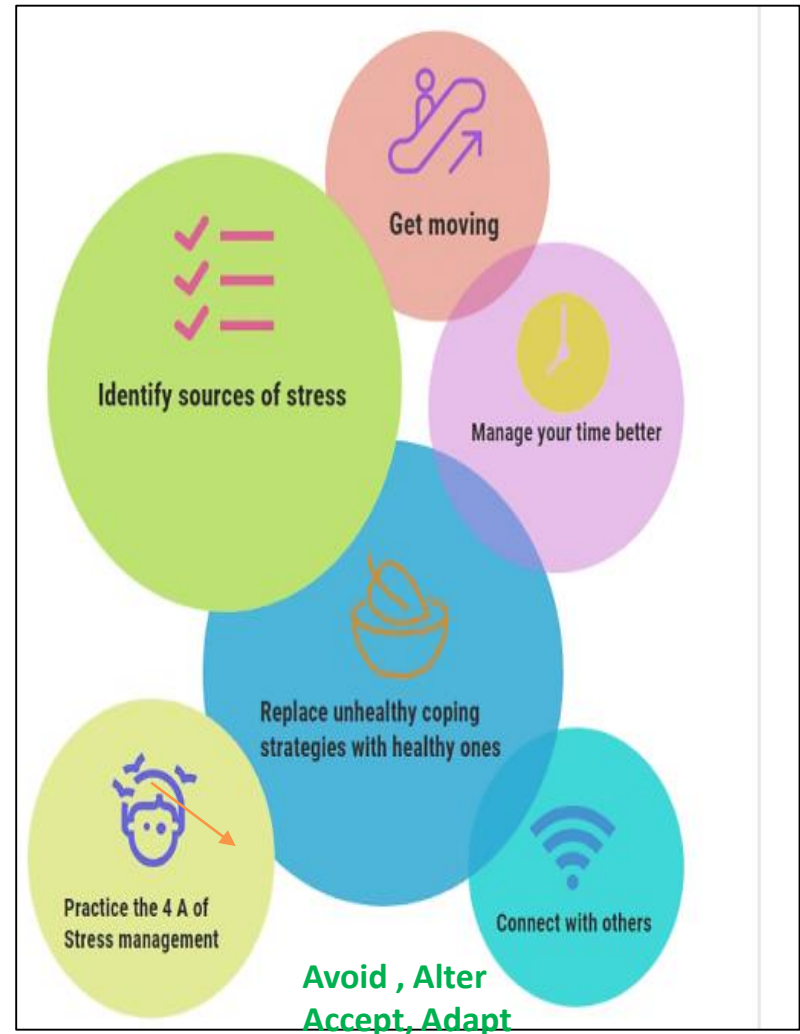 Get moving
Identify sources of stress
Manage your time better
Replace unhealthy coping
strategies with healthy ones
Practice the 4 A of
Stress management
Connect with others
Avoid , Alter
Accept, Adapt